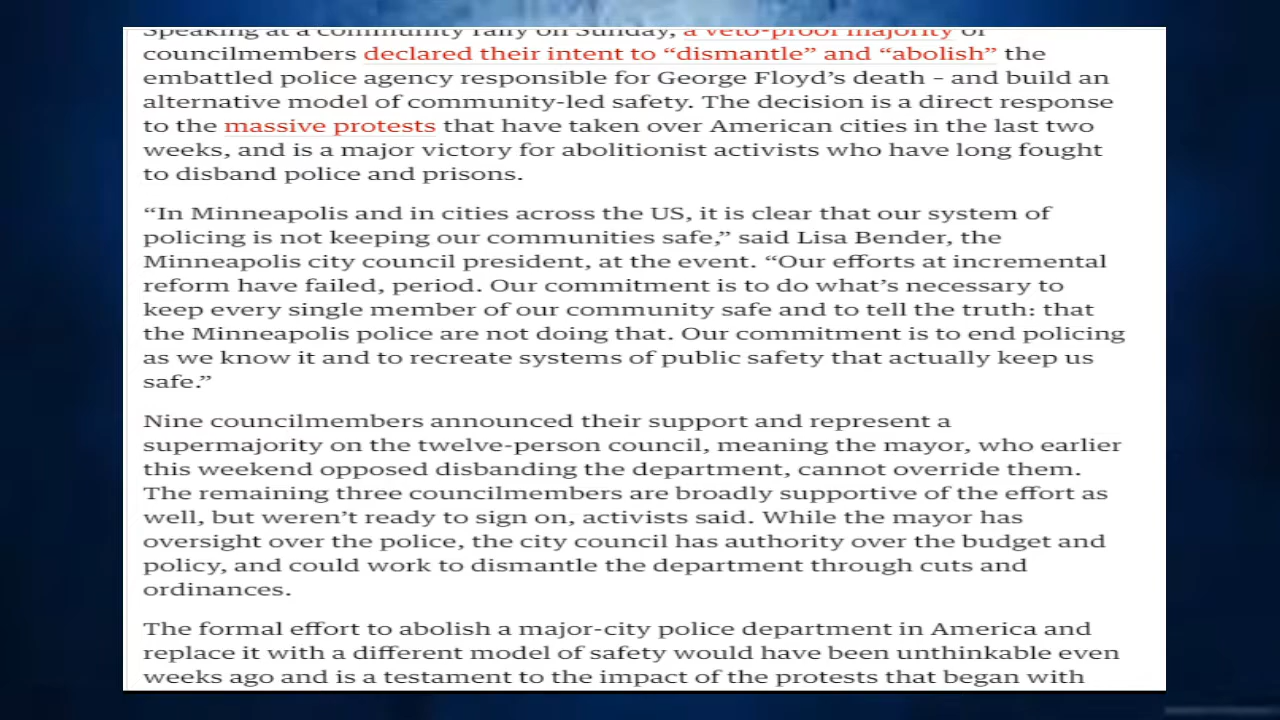 Speaking at a community rally on Sunday, a veto-proof majority of
councilmembers declared their intent to “dismantle” and “abolish” the
embattled police agency responsible for George Floyd’s death – and build an
alternative model of community-led safety. The decision is a direct response
to the massive protests that have taken over American cities in the last two
weeks, and is a major victory for abolitionist activists who have long fought
to disband police and prisons.
“In Minneapolis and in cities across the US, it is clear that our system of
policing is not keeping our communities safe,” said Lisa Bender, the
Minneapolis city council president, at the event. “Our efforts at incremental
reform have failed, period. Our commitment is to do what’s necessary to
keep every single member of our community safe and to tell the truth: that
the Minneapolis police are not doing that. Our commitment is to end policing
as we know it and to recreate systems of public safety that actually keep us
safe.”
Nine councilmembers announced their support and represent a
supermajority on the twelve-person council, meaning the mayor, who earlier
this weekend opposed disbanding the department, cannot override them.
The remaining three councilmembers are broadly supportive of the effort as
well, but weren’t ready to sign on, activists said. While the mayor has
oversight over the police, the city council has authority over the budget and
policy, and could work to dismantle the department through cuts and
ordinances.
The formal effort to abolish a major-city police department in America and
replace it with a different model of safety would have been unthinkable even
weeks ago and is a testament to the impact of the protests that began with